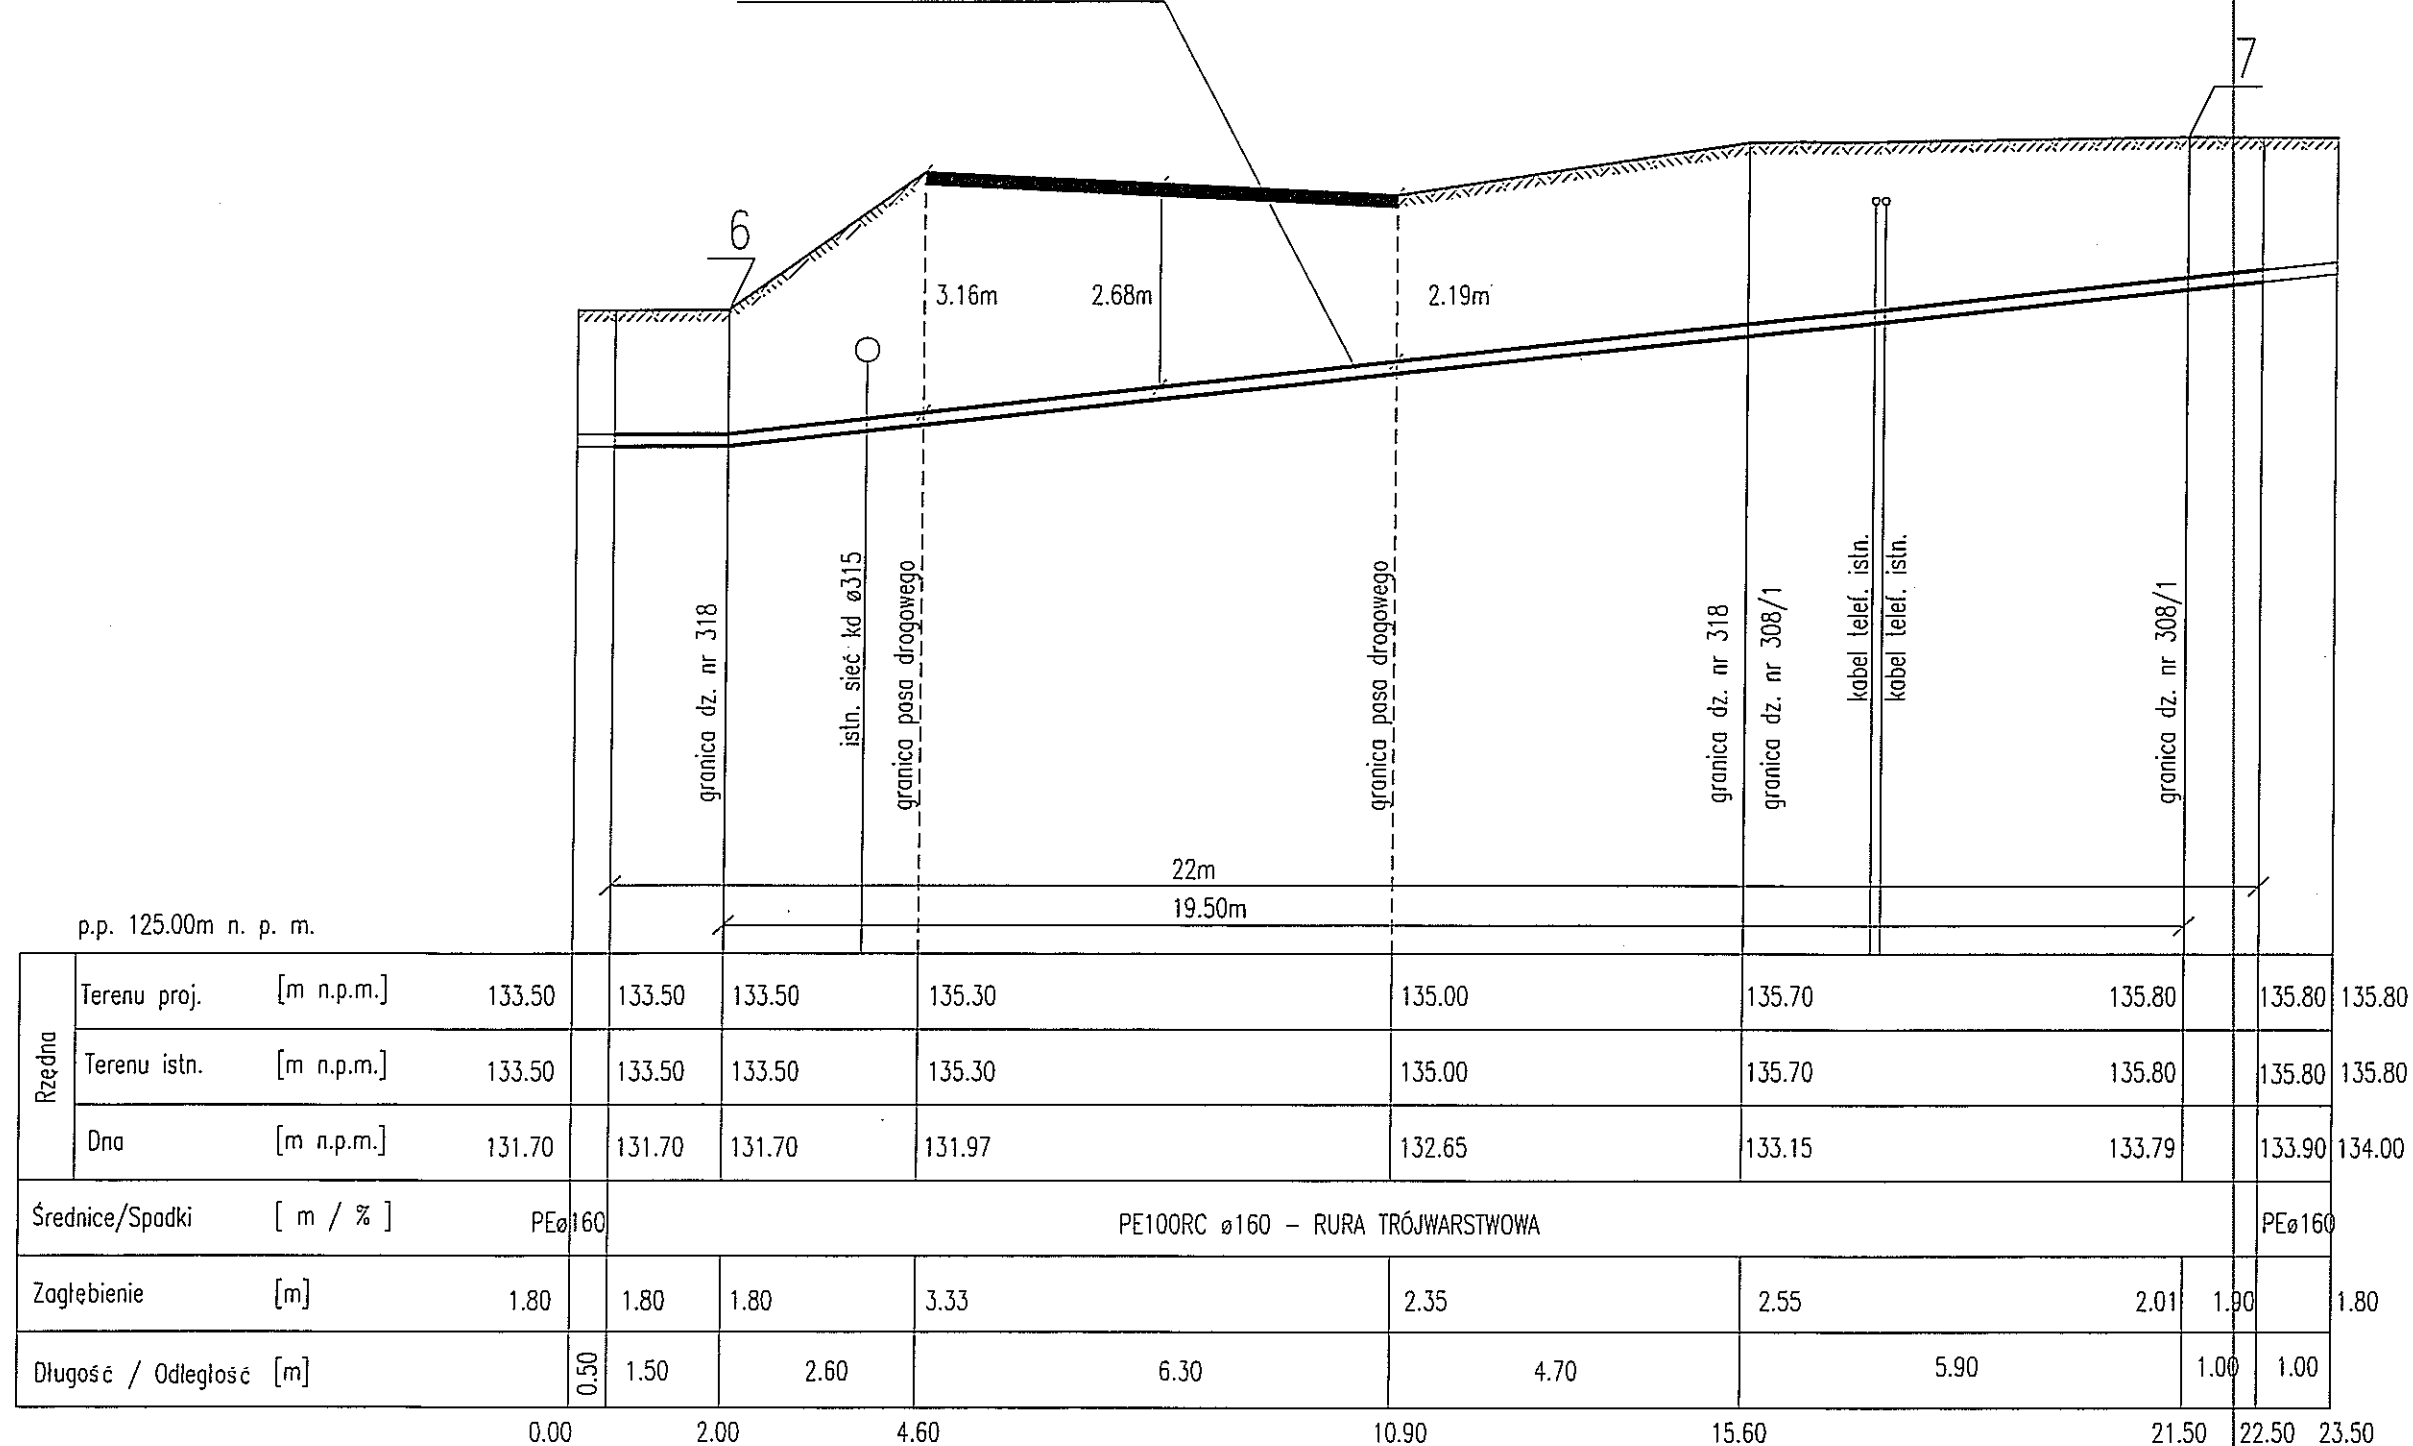 7
6
3.16m 2.68m 2.19m
granica dz. nr 318
istn. sieć kd ø315
granica pasa drogowego
granica pasa drogowego
granica dz. nr 318
granica dz. nr 308/1
kabel telef. istn.
kabel telef. istn.
granica dz. nr 308/1
22m
19.50m
p.p. 125.00m n. p. m.
Rzędna
Terenu proj. [m n.p.m.] 133.50 133.50 133.50 135.30 135.00 135.70 135.80 135.80 135.80
Terenu istn. [m n.p.m.] 133.50 133.50 133.50 135.30 135.00 135.70 135.80 135.80 135.80
Dna [m n.p.m.] 131.70 131.70 131.70 131.97 132.65 133.15 133.79 133.90 134.00
Średnice/Spadki [ m / % ] PEø160 PE100RC ø160 – RURA TRÓJWARSTWOWA PEø160
Zagłębienie [m] 1.80 1.80 1.80 3.33 2.35 2.55 2.01 1.90 1.80
Długość / Odległość [m] 0.50 1.50 2.60 6.30 4.70 5.90 1.00 1.00
0.00 2.00 4.60 10.90 15.60 21.50 22.50 23.50